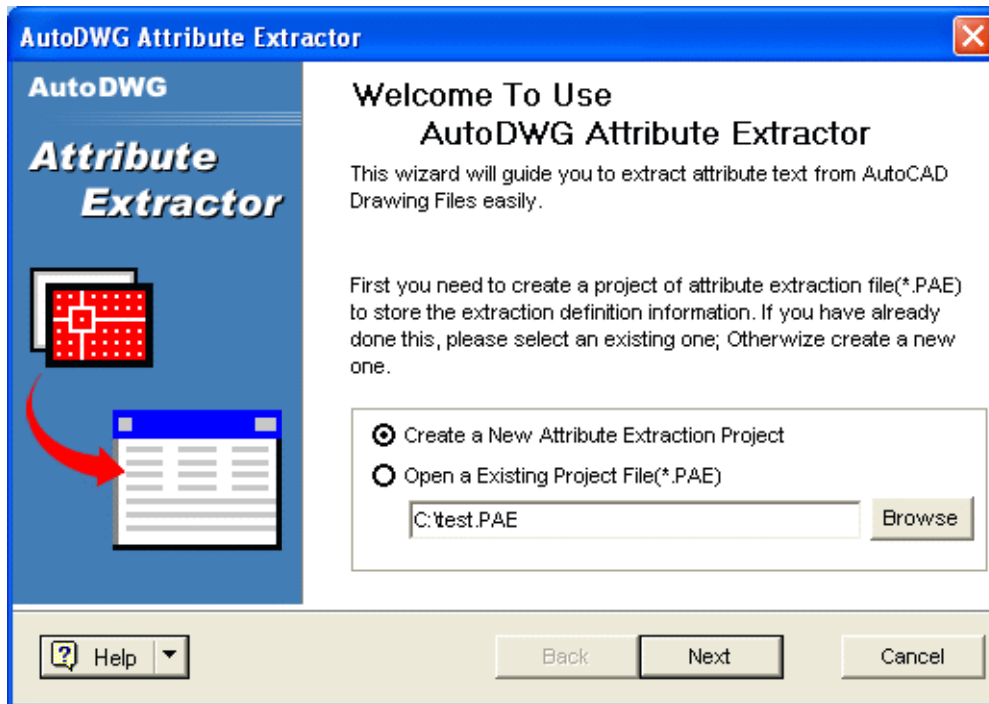 AutoDWG Attribute Extractor
AutoDWG
Attribute
Extractor
Welcome To Use
AutoDWG Attribute Extractor
This wizard will guide you to extract attribute text from AutoCAD
Drawing Files easily.
First you need to create a project of attribute extraction file(*.PAE)
to store the extraction definition information. If you have already
done this, please select an existing one; Otherwize create a new
one.
Create a New Attribute Extraction Project
Open a Existing Project File(*.PAE)
C:\test.PAE
Browse
Help
Back
Next
Cancel